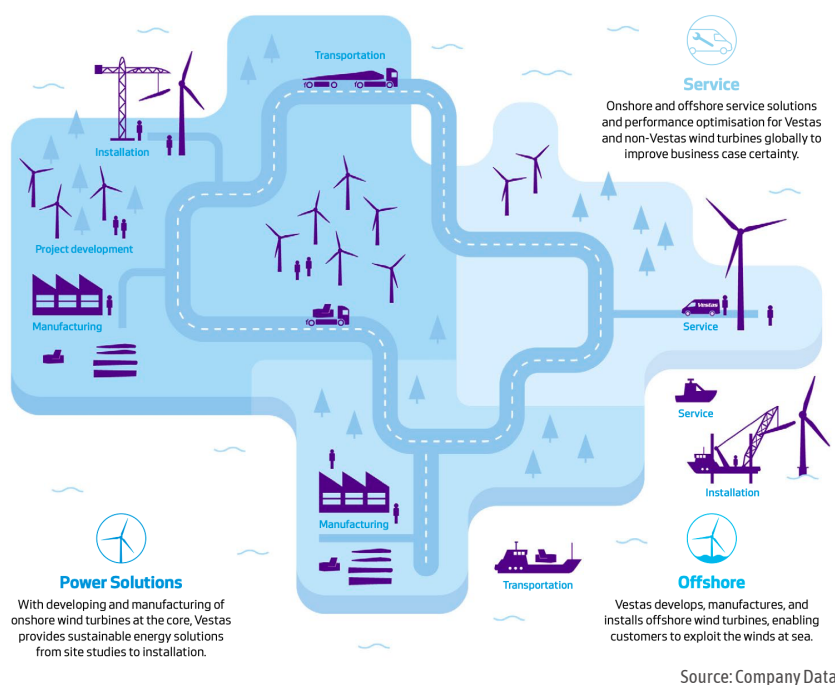 Transportation
Service
Onshore and offshore service solutions
and performance optimisation for Vestas
and non-Vestas wind turbines globally to
improve business case certainty.
Installation
Project development
Manufacturing
Vestas
Service
Service
Installation
Manufacturing
Transportation
Power Solutions
With developing and manufacturing of
onshore wind turbines at the core, Vestas
provides sustainable energy solutions
from site studies to installation.
Offshore
Vestas develops, manufactures, and
installs offshore wind turbines, enabling
customers to exploit the winds at sea.
Source: Company Data